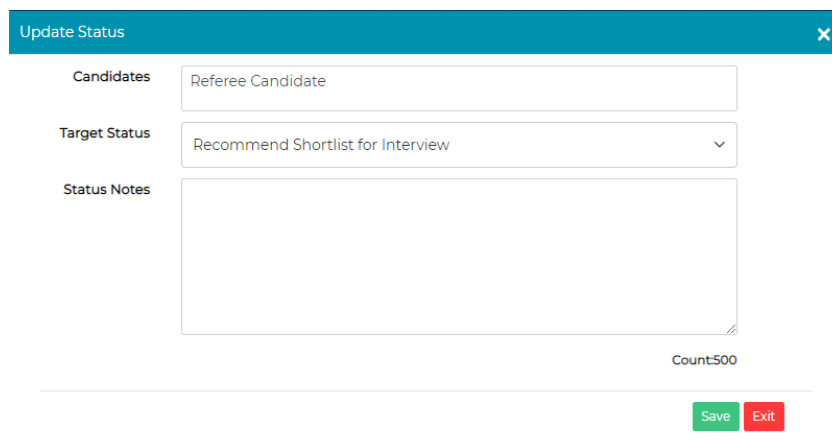 Update Status
Candidates
Referee Candidate
Target Status
Recommend Shortlist for Interview
Status Notes
Count:500
Save Exit